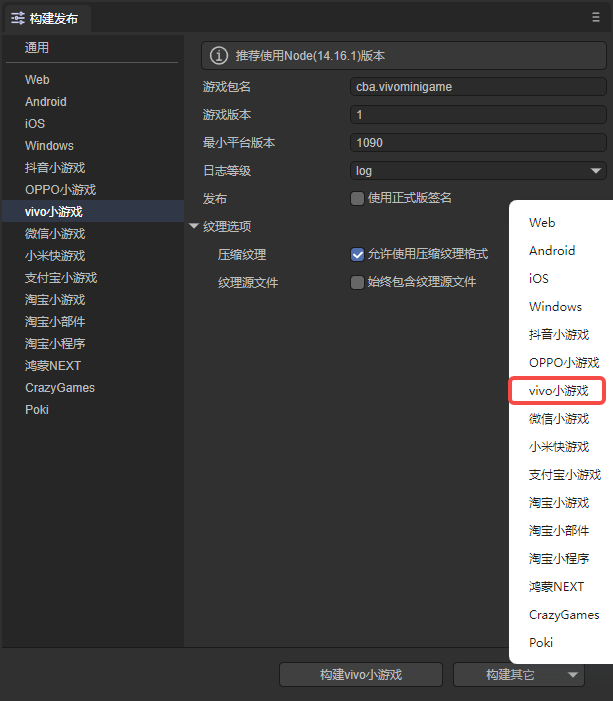 构建发布
通用
Web
Android
iOS
Windows
抖音小游戏
OPPO小游戏
vivo小游戏
微信小游戏
小米快游戏
支付宝小游戏
淘宝小游戏
淘宝小部件
淘宝小程序
鸿蒙NEXT
CrazyGames
Poki
推荐使用Node(14.16.1)版本
游戏包名 cba.vivominigame
游戏版本 1
最小平台版本 1090
日志等级 log
发布 使用正式版签名
纹理选项
压缩纹理 允许使用压缩纹理格式
纹理源文件 始终包含纹理源文件
Web
Android
iOS
Windows
抖音小游戏
OPPO小游戏
vivo小游戏
微信小游戏
小米快游戏
支付宝小游戏
淘宝小游戏
淘宝小部件
淘宝小程序
鸿蒙NEXT
CrazyGames
Poki
构建vivo小游戏 构建其它